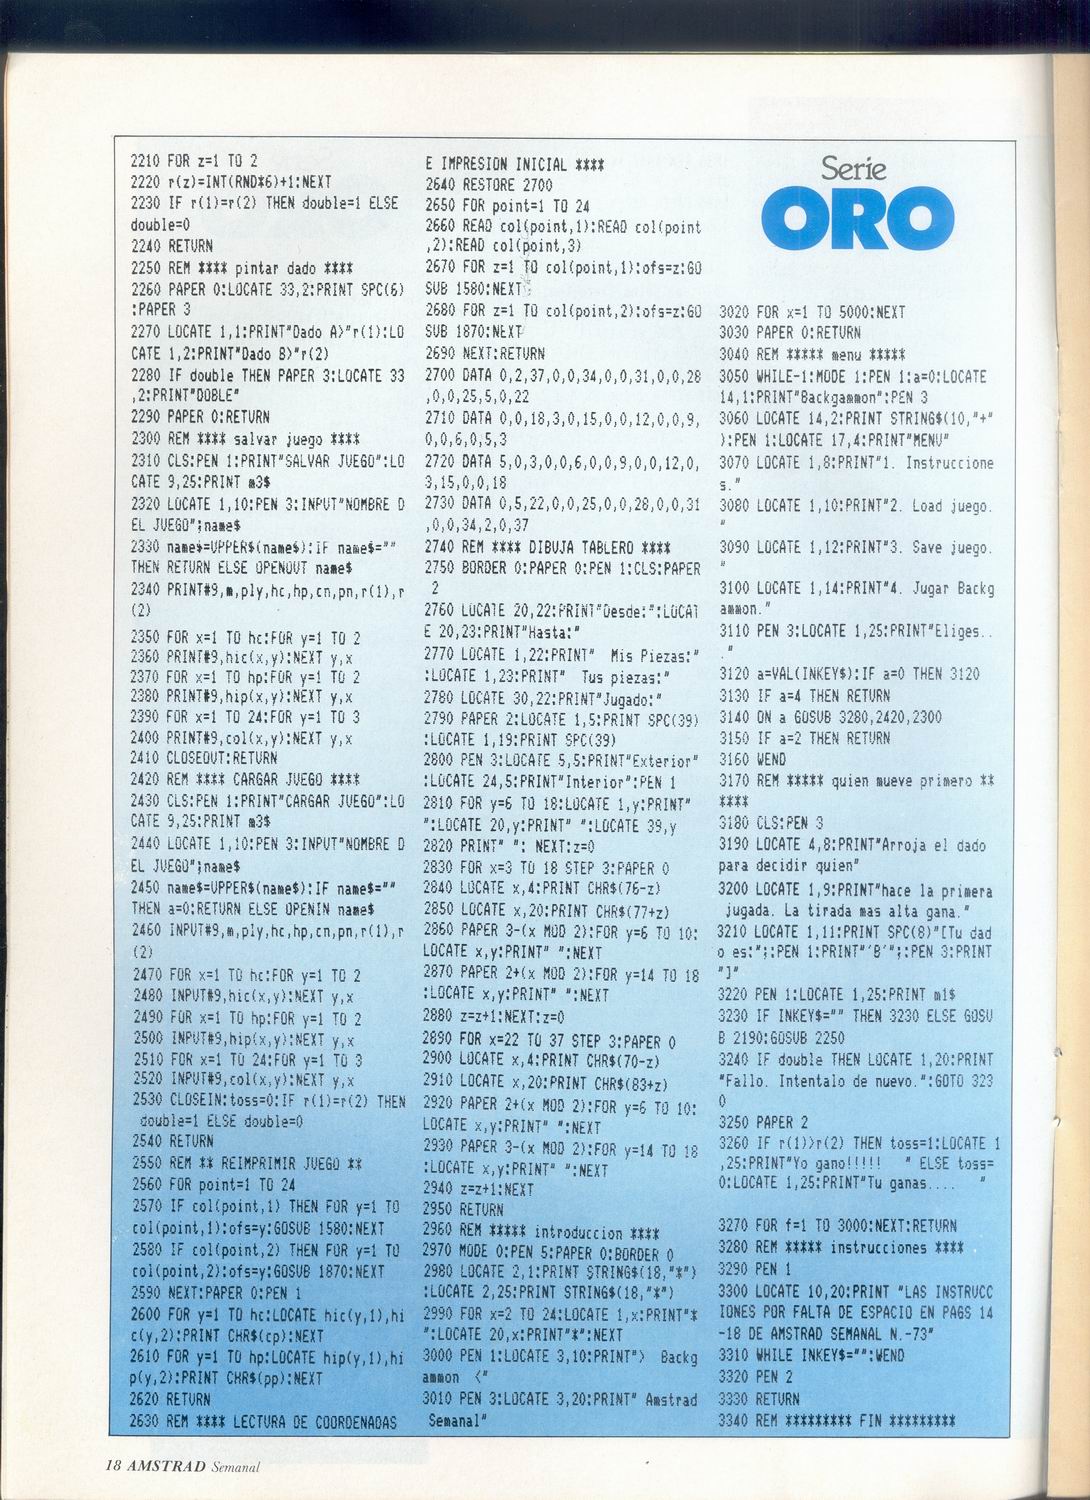 2210 FOR z=1 TO 2
2220 r(z)=INT(RND*6)+1:NEXT
2230 IF r(1)=r(2) THEN double=1 ELSE
double=0
2240 RETURN
2250 REM **** pintar dado ****
2260 PAPER 0:LOCATE 33,2:PRINT SPC(6)
:PAPER 3
2270 LOCATE 1,1:PRINT"Dado A>"r(1):LO
CATE 1,2:PRINT"Dado B>"r(2)
2280 IF double THEN PAPER 3:LOCATE 33
,2:PRINT"DOBLE"
2290 PAPER 0:RETURN
2300 REM **** salvar juego ****
2310 CLS:PEN 1:PRINT"SALVAR JUEGO":LO
CATE 9,25:PRINT m3$
2320 LOCATE 1,10:PEN 3:INPUT"NOMBRE D
EL JUEGO";name$
2330 name$=UPPER$(name$):IF name$=""
THEN RETURN ELSE OPENOUT name$
2340 PRINT#9,m,ply,hc,hp,cn,pn,r(1),r
(2)
2350 FOR x=1 TO hc:FOR y=1 TO 2
2360 PRINT#9,hic(x,y):NEXT y,x
2370 FOR x=1 TO hp:FOR y=1 TO 2
2380 PRINT#9,hip(x,y):NEXT y,x
2390 FOR x=1 TO 24:FOR y=1 TO 3
2400 PRINT#9,col(x,y):NEXT y,x
2410 CLOSEOUT:RETURN
2420 REM **** CARGAR JUEGO ****
2430 CLS:PEN 1:PRINT"CARGAR JUEGO":LO
CATE 9,25:PRINT m3$
2440 LOCATE 1,10:PEN 3:INPUT"NOMBRE D
EL JUEGO";name$
2450 name$=UPPER$(name$):IF name$=""
THEN a=0:RETURN ELSE OPENIN name$
2460 INPUT#9,m,ply,hc,hp,cn,pn,r(1),r
(2)
2470 FOR x=1 TO hc:FOR y=1 TO 2
2480 INPUT#9,hic(x,y):NEXT y,x
2490 FOR x=1 TO hp:FOR y=1 TO 2
2500 INPUT#9,hip(x,y):NEXT y,x
2510 FOR x=1 TO 24:FOR y=1 TO 3
2520 INPUT#9,col(x,y):NEXT y,x
2530 CLOSEIN:toss=0:IF r(1)=r(2) THEN
double=1 ELSE double=0
2540 RETURN
2550 REM ** REIMPRIMIR JUEGO **
2560 FOR point=1 TO 24
2570 IF col(point,1) THEN FOR y=1 TO
col(point,1):ofs=y:GOSUB 1580:NEXT
2580 IF col(point,2) THEN FOR y=1 TO
col(point,2):ofs=y:GOSUB 1870:NEXT
2590 NEXT:PAPER 0:PEN 1
2600 FOR y=1 TO hc:LOCATE hic(y,1),hi
c(y,2):PRINT CHR$(cp):NEXT
2610 FOR y=1 TO hp:LOCATE hip(y,1),hi
p(y,2):PRINT CHR$(pp):NEXT
2620 RETURN
2630 REM **** LECTURA DE COORDENADAS
E IMPRESION INICIAL ****
2640 RESTORE 2700
2650 FOR point=1 TO 24
2660 READ col(point,1):READ col(point
,2):READ col(point,3)
2670 FOR z=1 TO col(point,1):ofs=z:GO
SUB 1580:NEXT
2680 FOR z=1 TO col(point,2):ofs=z:GO
SUB 1870:NEXT
2690 NEXT:RETURN
2700 DATA 0,2,37,0,0,34,0,0,31,0,0,28
,0,0,25,5,0,22
2710 DATA 0,0,18,3,0,15,0,0,12,0,0,9,
0,0,6,0,5,3
2720 DATA 5,0,3,0,0,6,0,0,9,0,0,12,0,
3,15,0,0,18
2730 DATA 0,5,22,0,0,25,0,0,28,0,0,31
,0,0,34,2,0,37
2740 REM **** DIBUJA TABLERO ****
2750 BORDER 0:PAPER 0:PEN 1:CLS:PAPER
2
2760 LOCATE 20,22:PRINT"Desde:":LOCAT
E 20,23:PRINT"Hasta:"
2770 LOCATE 1,22:PRINT"  Mis Piezas:"
:LOCATE 1,23:PRINT"  Tus piezas:"
2780 LOCATE 30,22:PRINT"Jugado:"
2790 PAPER 2:LOCATE 1,5:PRINT SPC(39)
:LOCATE 1,19:PRINT SPC(39)
2800 PEN 3:LOCATE 5,5:PRINT"Exterior"
:LOCATE 24,5:PRINT"Interior":PEN 1
2810 FOR y=6 TO 18:LOCATE 1,y:PRINT"
":LOCATE 20,y:PRINT" ":LOCATE 39,y
2820 PRINT" ": NEXT:z=0
2830 FOR x=3 TO 18 STEP 3:PAPER 0
2840 LOCATE x,4:PRINT CHR$(76-z)
2850 LOCATE x,20:PRINT CHR$(77+z)
2860 PAPER 3-(x MOD 2):FOR y=6 TO 10:
LOCATE x,y:PRINT" ":NEXT
2870 PAPER 2+(x MOD 2):FOR y=14 TO 18
:LOCATE x,y:PRINT" ":NEXT
2880 z=z+1:NEXT:z=0
2890 FOR x=22 TO 37 STEP 3:PAPER 0
2900 LOCATE x,4:PRINT CHR$(70-z)
2910 LOCATE x,20:PRINT CHR$(83+z)
2920 PAPER 2+(x MOD 2):FOR y=6 TO 10:
LOCATE x,y:PRINT" ":NEXT
2930 PAPER 3-(x MOD 2):FOR y=14 TO 18
:LOCATE x,y:PRINT" ":NEXT
2940 z=z+1:NEXT
2950 RETURN
2960 REM ***** introduccion ****
2970 MODE 0:PEN 5:PAPER 0:BORDER 0
2980 LOCATE 2,1:PRINT STRING$(18,"*")
:LOCATE 2,25:PRINT STRING$(18,"*")
2990 FOR x=2 TO 24:LOCATE 1,x:PRINT"*
":LOCATE 20,x:PRINT"*":NEXT
3000 PEN 1:LOCATE 3,10:PRINT">  Backg
ammon  <"
3010 PEN 3:LOCATE 3,20:PRINT" Amstrad
Semanal"
Serie
ORO
3020 FOR x=1 TO 5000:NEXT
3030 PAPER 0:RETURN
3040 REM ***** menu *****
3050 WHILE-1:MODE 1:PEN 1:a=0:LOCATE
14,1:PRINT"Backgammon":PEN 3
3060 LOCATE 14,2:PRINT STRING$(10,"+"
):PEN 1:LOCATE 17,4:PRINT"MENU"
3070 LOCATE 1,8:PRINT"1. Instruccione
s."
3080 LOCATE 1,10:PRINT"2. Load juego.
"
3090 LOCATE 1,12:PRINT"3. Save juego.
"
3100 LOCATE 1,14:PRINT"4. Jugar Backg
ammon."
3110 PEN 3:LOCATE 1,25:PRINT"Eliges..
."
3120 a=VAL(INKEY$):IF a=0 THEN 3120
3130 IF a=4 THEN RETURN
3140 ON a GOSUB 3280,2420,2300
3150 IF a=2 THEN RETURN
3160 WEND
3170 REM ***** quien mueve primero **
****
3180 CLS:PEN 3
3190 LOCATE 4,8:PRINT"Arroja el dado
para decidir quien"
3200 LOCATE 1,9:PRINT"hace la primera
jugada. La tirada mas alta gana."
3210 LOCATE 1,11:PRINT SPC(8)"[Tu dad
o es:";:PEN 1:PRINT"'B'";:PEN 3:PRINT
"]"
3220 PEN 1:LOCATE 1,25:PRINT m1$
3230 IF INKEY$="" THEN 3230 ELSE GOSU
B 2190:GOSUB 2250
3240 IF double THEN LOCATE 1,20:PRINT
"Fallo. Intentalo de nuevo.":GOTO 323
0
3250 PAPER 2
3260 IF r(1)>r(2) THEN toss=1:LOCATE 1
,25:PRINT"Yo gano!!!!!   " ELSE toss=
0:LOCATE 1,25:PRINT"Tu ganas....   "
3270 FOR f=1 TO 3000:NEXT:RETURN
3280 REM ***** instrucciones ****
3290 PEN 1
3300 LOCATE 10,20:PRINT "LAS INSTRUCC
IONES POR FALTA DE ESPACIO EN PAGS 14
-18 DE AMSTRAD SEMANAL N.-73"
3310 WHILE INKEY$="":WEND
3320 PEN 2
3330 RETURN
3340 REM ********* FIN *********
18 AMSTRAD Semanal